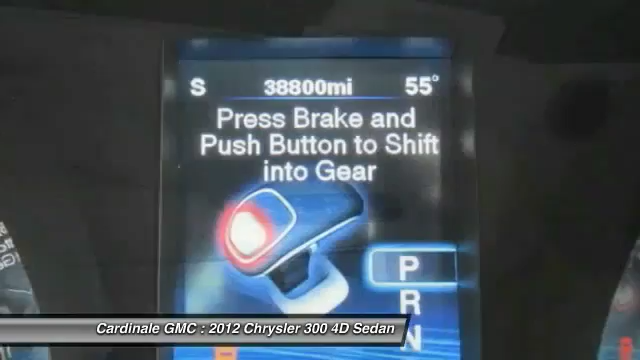 S 38800mi 55°
Press Brake and
Push Button to Shift
into Gear
P
R
N
Cardinale GMC : 2012 Chrysler 300 4D Sedan